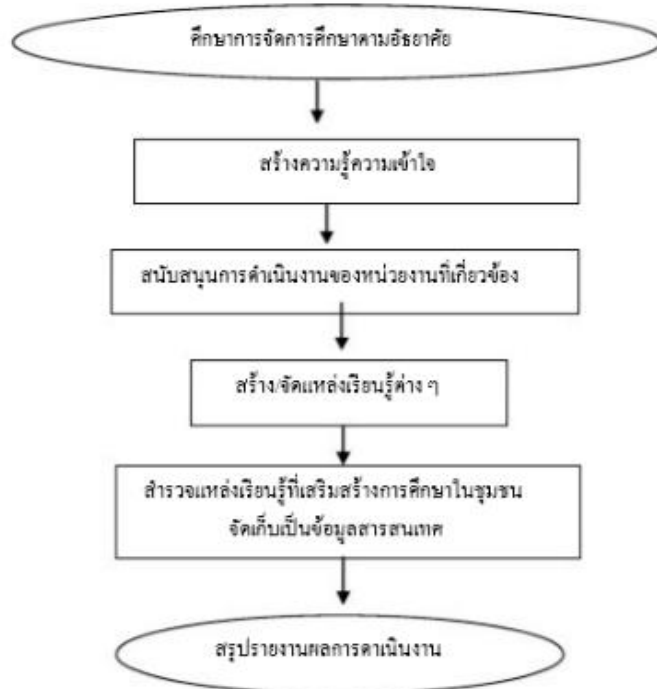 ศึกษาการจัดการศึกษาตามอัธยาศัย
สร้างความรู้ความเข้าใจ
สนับสนุนการดำเนินงานของหน่วยงานที่เกี่ยวข้อง
สร้าง/จัดแหล่งเรียนรู้ต่าง ๆ
สำรวจแหล่งเรียนรู้ที่เสริมสร้างการศึกษาในชุมชน
จัดเก็บเป็นข้อมูลสารสนเทศ
สรุปรายงานผลการดาเนินงาน